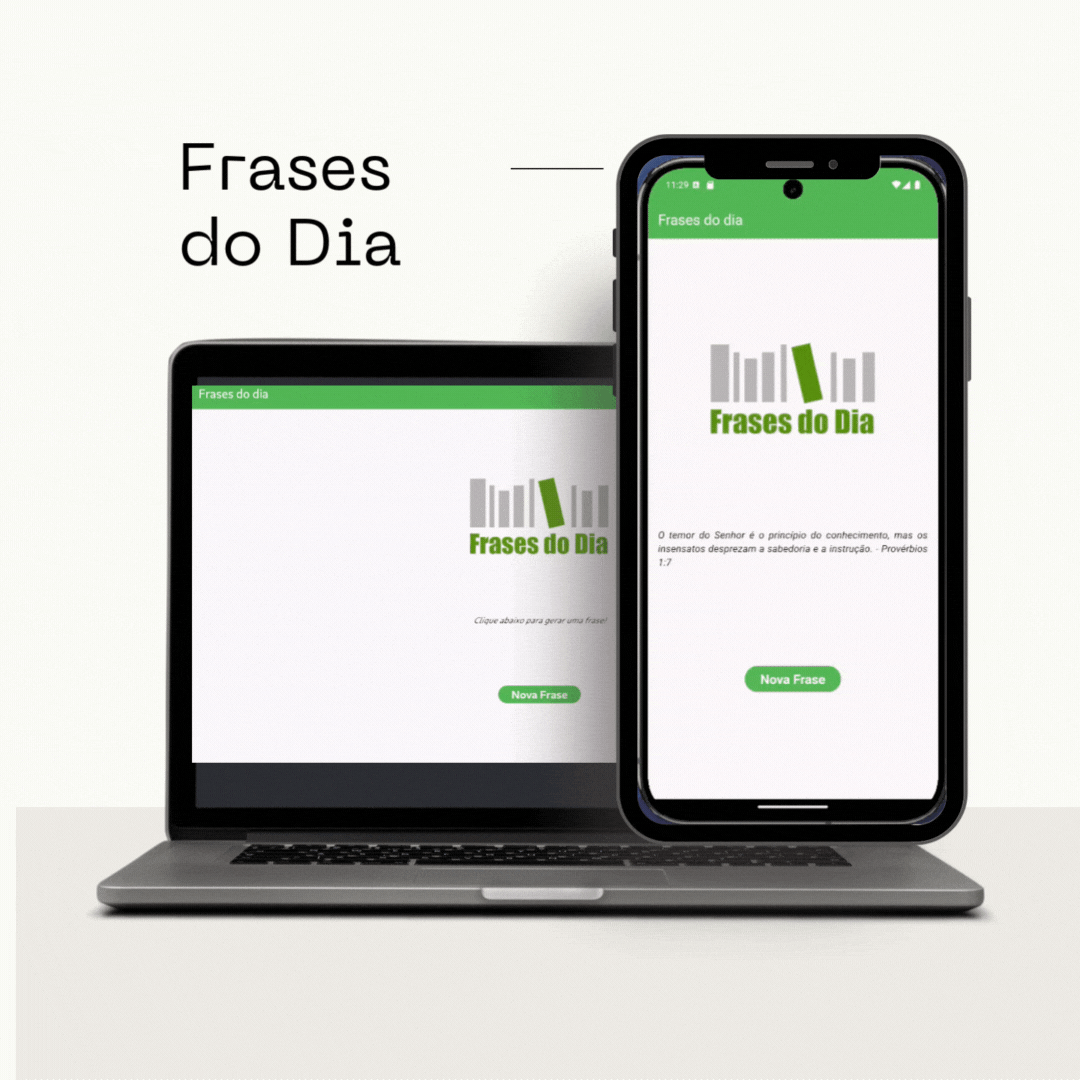 Frases
do Dia
Frases do dia
Frases do Dia
Clique abaixo para gerar uma frase!
Nova Frase
11:29
Frases do dia
Frases do Dia
O temor do Senhor é o princípio do conhecimento, mas os
insensatos desprezam a sabedoria e a instrução. - Provérbios
1:7
Nova Frase